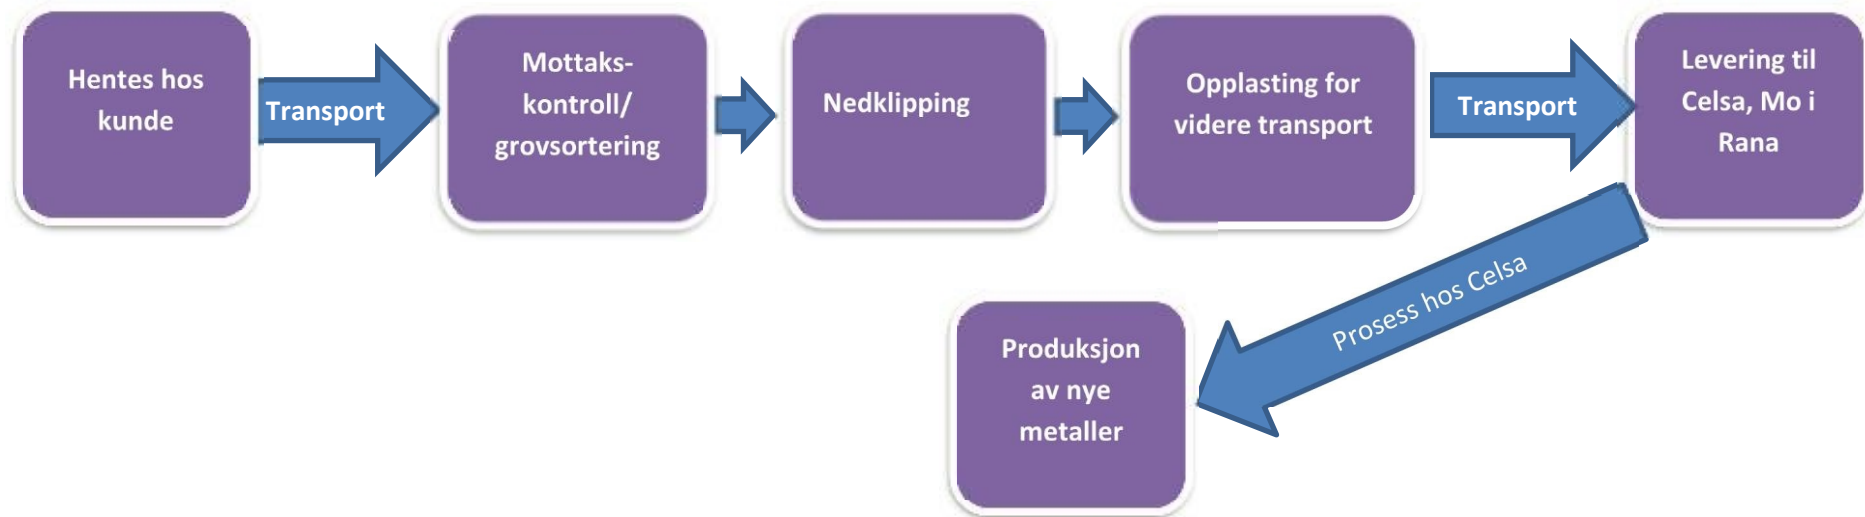 Hentes hos
kunde
Transport
Mottaks-
kontroll/
grovsortering
Nedklipping
Opplasting for
videre transport
Transport
Levering til
Celsa, Mo i
Rana
Prosess hos Celsa
Produksjon
av nye
metaller